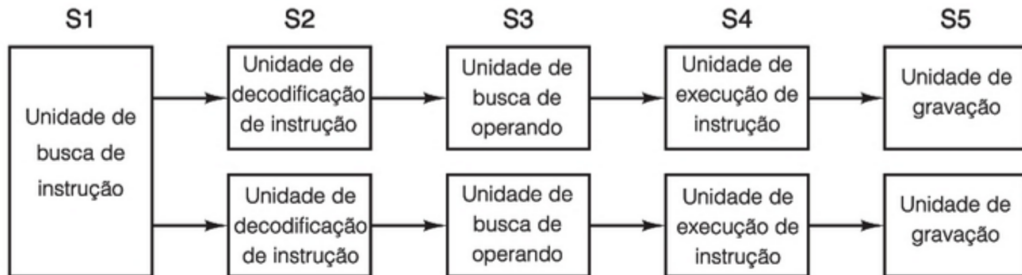 S1 S2 S3 S4 S5
Unidade de
busca de
instrução
Unidade de
decodificação
de instrução
Unidade de
busca de
operando
Unidade de
execução de
instrução
Unidade de
gravação
Unidade de
decodificação
de instrução
Unidade de
busca de
operando
Unidade de
execução de
instrução
Unidade de
gravação